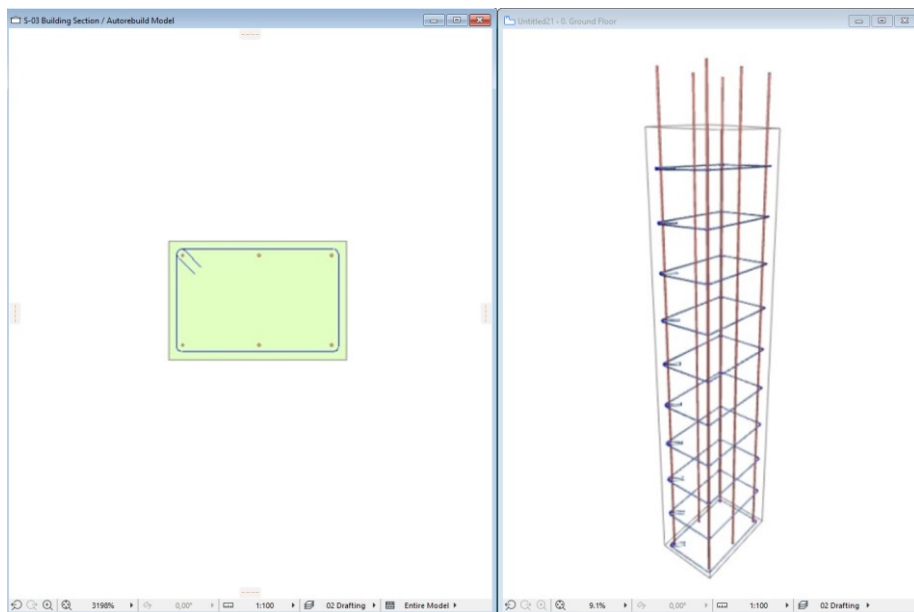 S-03 Building Section / Autorebuild Model
Untitled21 › 0. Ground Floor
3198%
0,00°
1:100
02 Drafting
Entire Model
9.1%
0,00°
1:100
02 Drafting